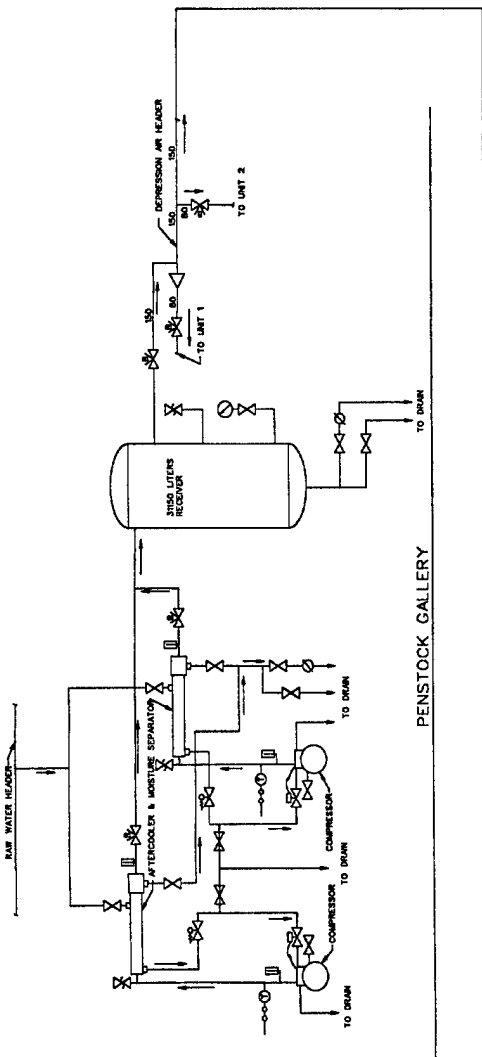 RAW WATER HEADER
AFTERCOOLER & MOISTURE SEPARATOR
TO DRAIN
COMPRESSOR
TO DRAIN
TO DRAIN
COMPRESSOR
TO DRAIN
31150 LITERS
RECEIVER
TO DRAIN
150
80
TO UNIT 1
DEPRESSION AIR HEADER
150
80
TO UNIT 2
150
PENSTOCK GALLERY
T
T